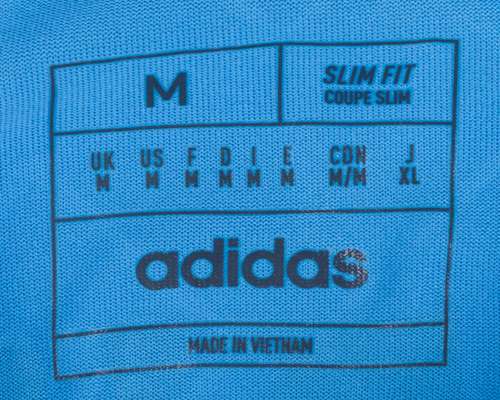 M
SLIM FIT
COUPE SLIM
UK US F D I E CDN J
M M M M M M M/M XL
adidas
MADE IN VIETNAM